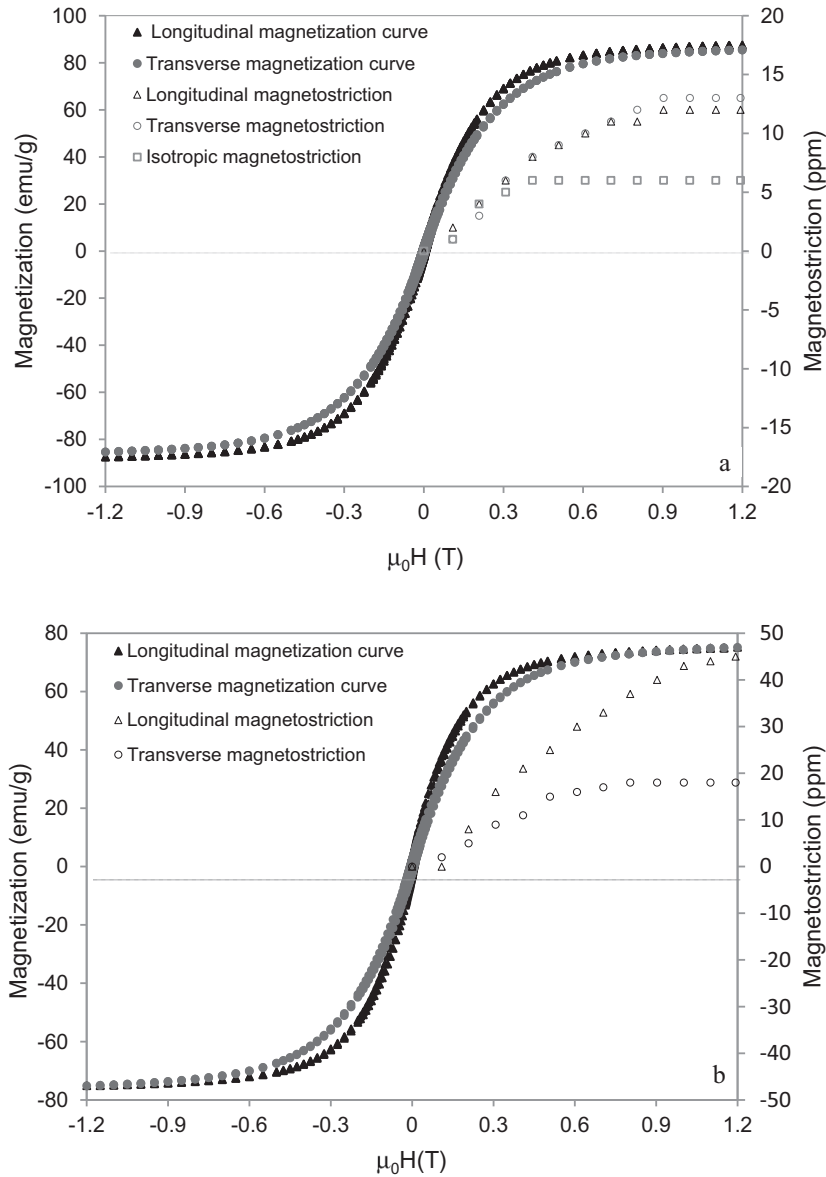 100
80
60
40
20
0
-20
-40
-60
-80
-100
Magnetization (emu/g)
Longitudinal magnetization curve
Transverse magnetization curve
Longitudinal magnetostriction
Transverse magnetostriction
Isotropic magnetostriction
20
15
10
5
0
-5
-10
-15
-20
Magnetostriction (ppm)
a
-1.2 -0.9 -0.6 -0.3 0 0.3 0.6 0.9 1.2
μ₀H (T)
80
60
40
20
0
-20
-40
-60
-80
Magnetization (emu/g)
Longitudinal magnetization curve
Tranverse magnetization curve
Longitudinal magnetostriction
Transverse magnetostriction
50
40
30
20
10
0
-10
-20
-30
-40
-50
Magnetostriction (ppm)
b
-1.2 -0.9 -0.6 -0.3 0 0.3 0.6 0.9 1.2
μ₀H(T)